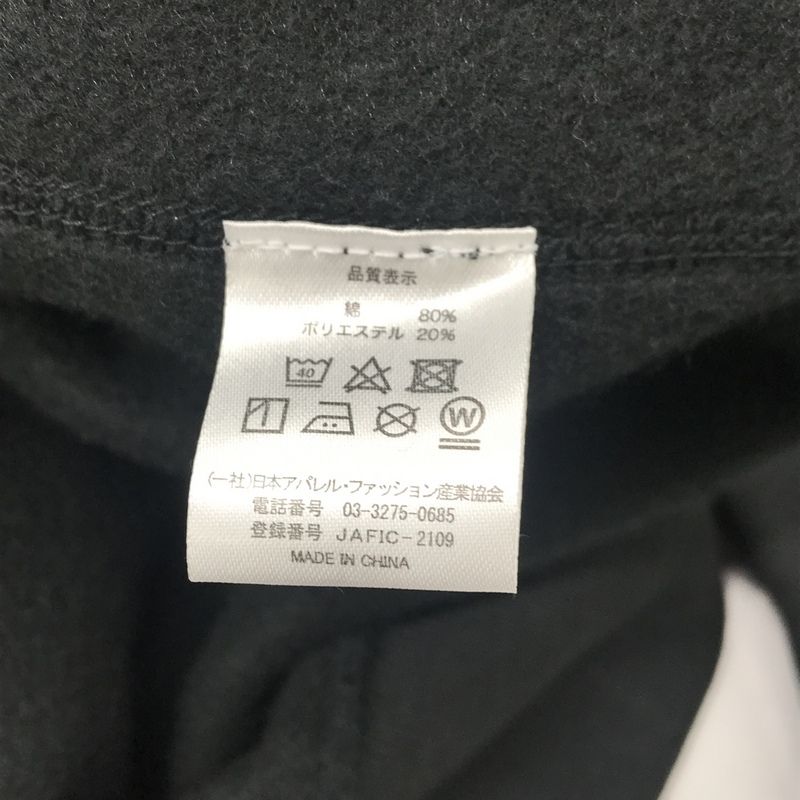 品質表示
綿 80%
ポリエステル 20%
40
W
(一社)日本アパレル・ファッション産業協会
電話番号 03-3275-0685
登録番号 JAFIC-2109
MADE IN CHINA